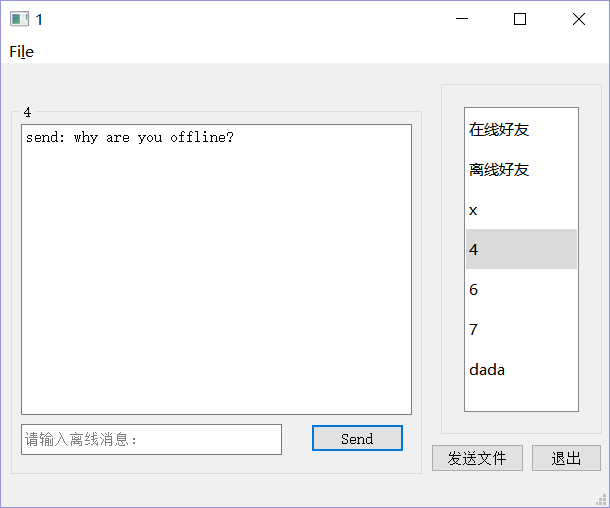 1
File
4
send: why are you offline?
请输入离线消息：
Send
在线好友
离线好友
x
4
6
7
dada
发送文件
退出